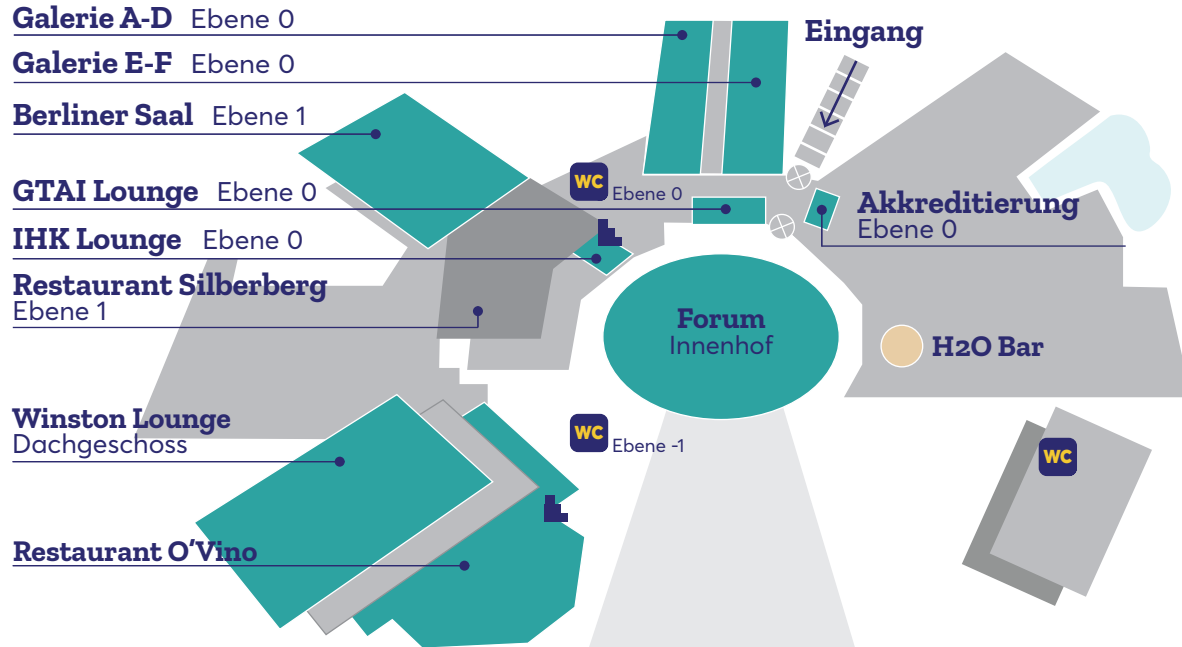 Galerie A-D Ebene 0
Galerie E-F Ebene 0
Berliner Saal Ebene 1
GTAI Lounge Ebene 0
IHK Lounge Ebene 0
Restaurant Silberberg
Ebene 1
Winston Lounge
Dachgeschoss
Restaurant O’Vino
Eingang
WC Ebene 0
Akkreditierung
Ebene 0
Forum
Innenhof
H2O Bar
WC Ebene -1
WC